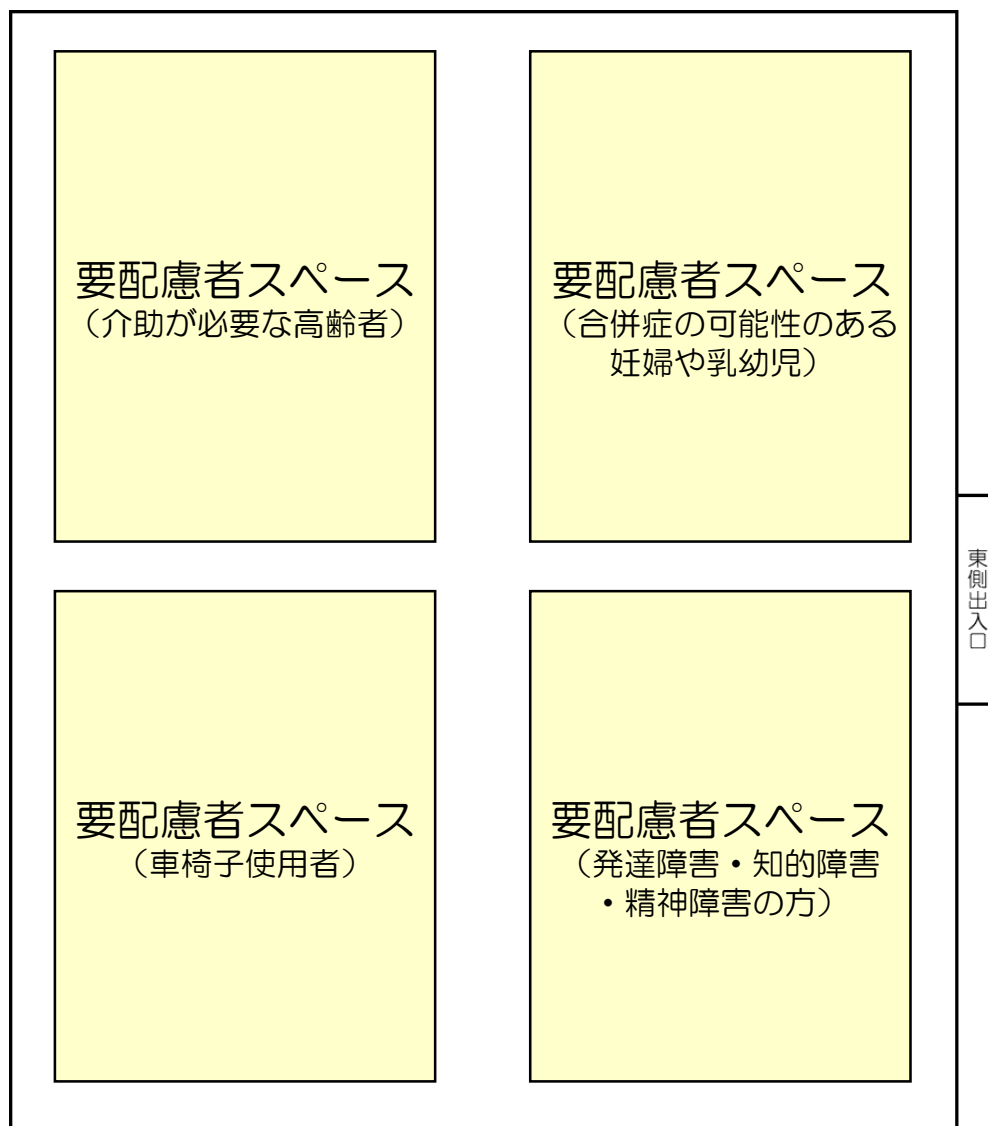 要配慮者スペース
（介助が必要な高齢者）
要配慮者スペース
（合併症の可能性のある
妊婦や乳幼児）
東側出入口
要配慮者スペース
（車椅子使用者）
要配慮者スペース
（発達障害・知的障害
・精神障害の方）